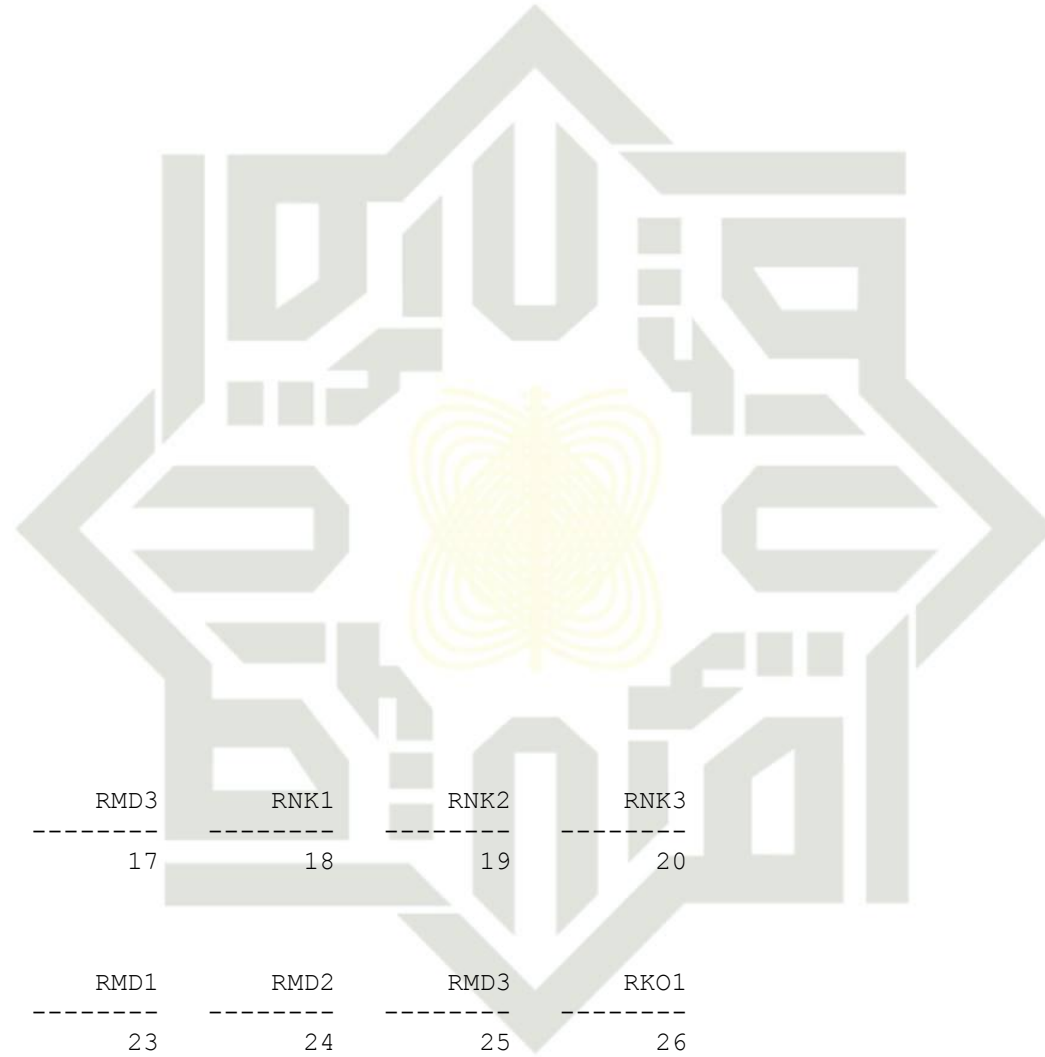 RMD3 RNK1 RNK2 RNK3
-------- -------- -------- --------
17 18 19 20
RMD1 RMD2 RMD3 RKO1
-------- -------- -------- --------
23 24 25 26